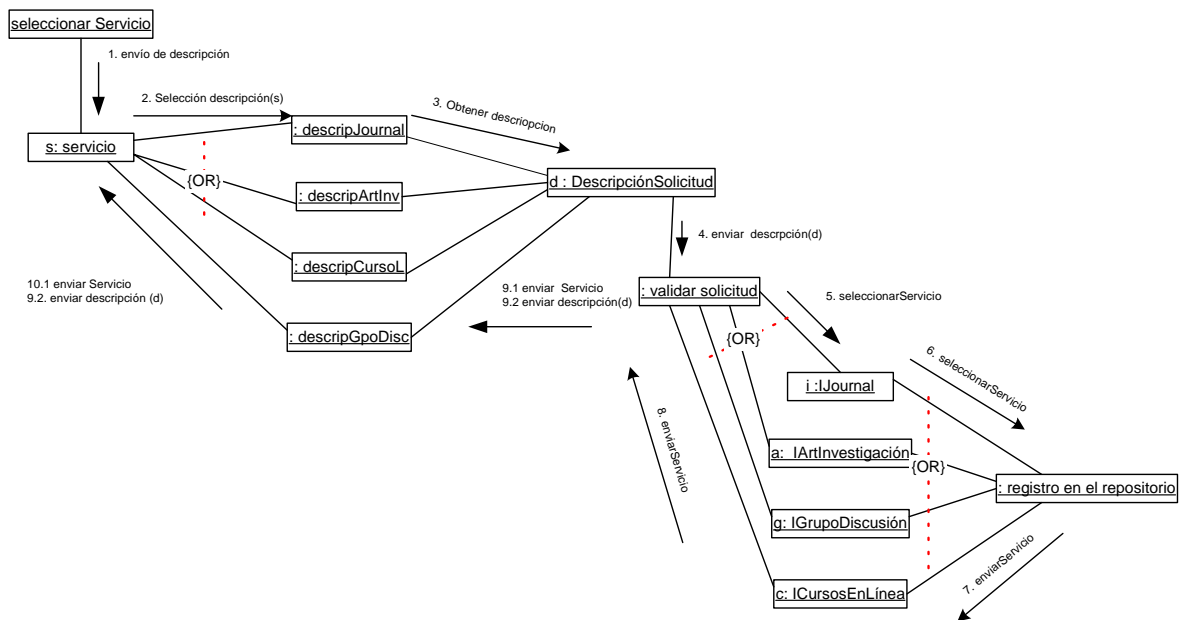 seleccionar Servicio
1. envío de descripción
2. Selección descripción(s)
3. Obtener descriopcion
: descripJournal
s: servicio
{OR}
: descripArtInv
d : DescripciónSolicitud
4. enviar descrpción(d)
: descripCursoL
10.1 enviar Servicio
9.2. enviar descripción (d)
9.1 enviar Servicio
9.2 enviar descripción(d)
: validar solicitud
5. seleccionarServicio
: descripGpoDisc
{OR}
6. seleccionarServicio
i :IJournal
8. enviarServicio
a: IArtInvestigación
{OR}
: registro en el repositorio
g: IGrupoDiscusión
7. enviarServicio
c: ICursosEnLínea